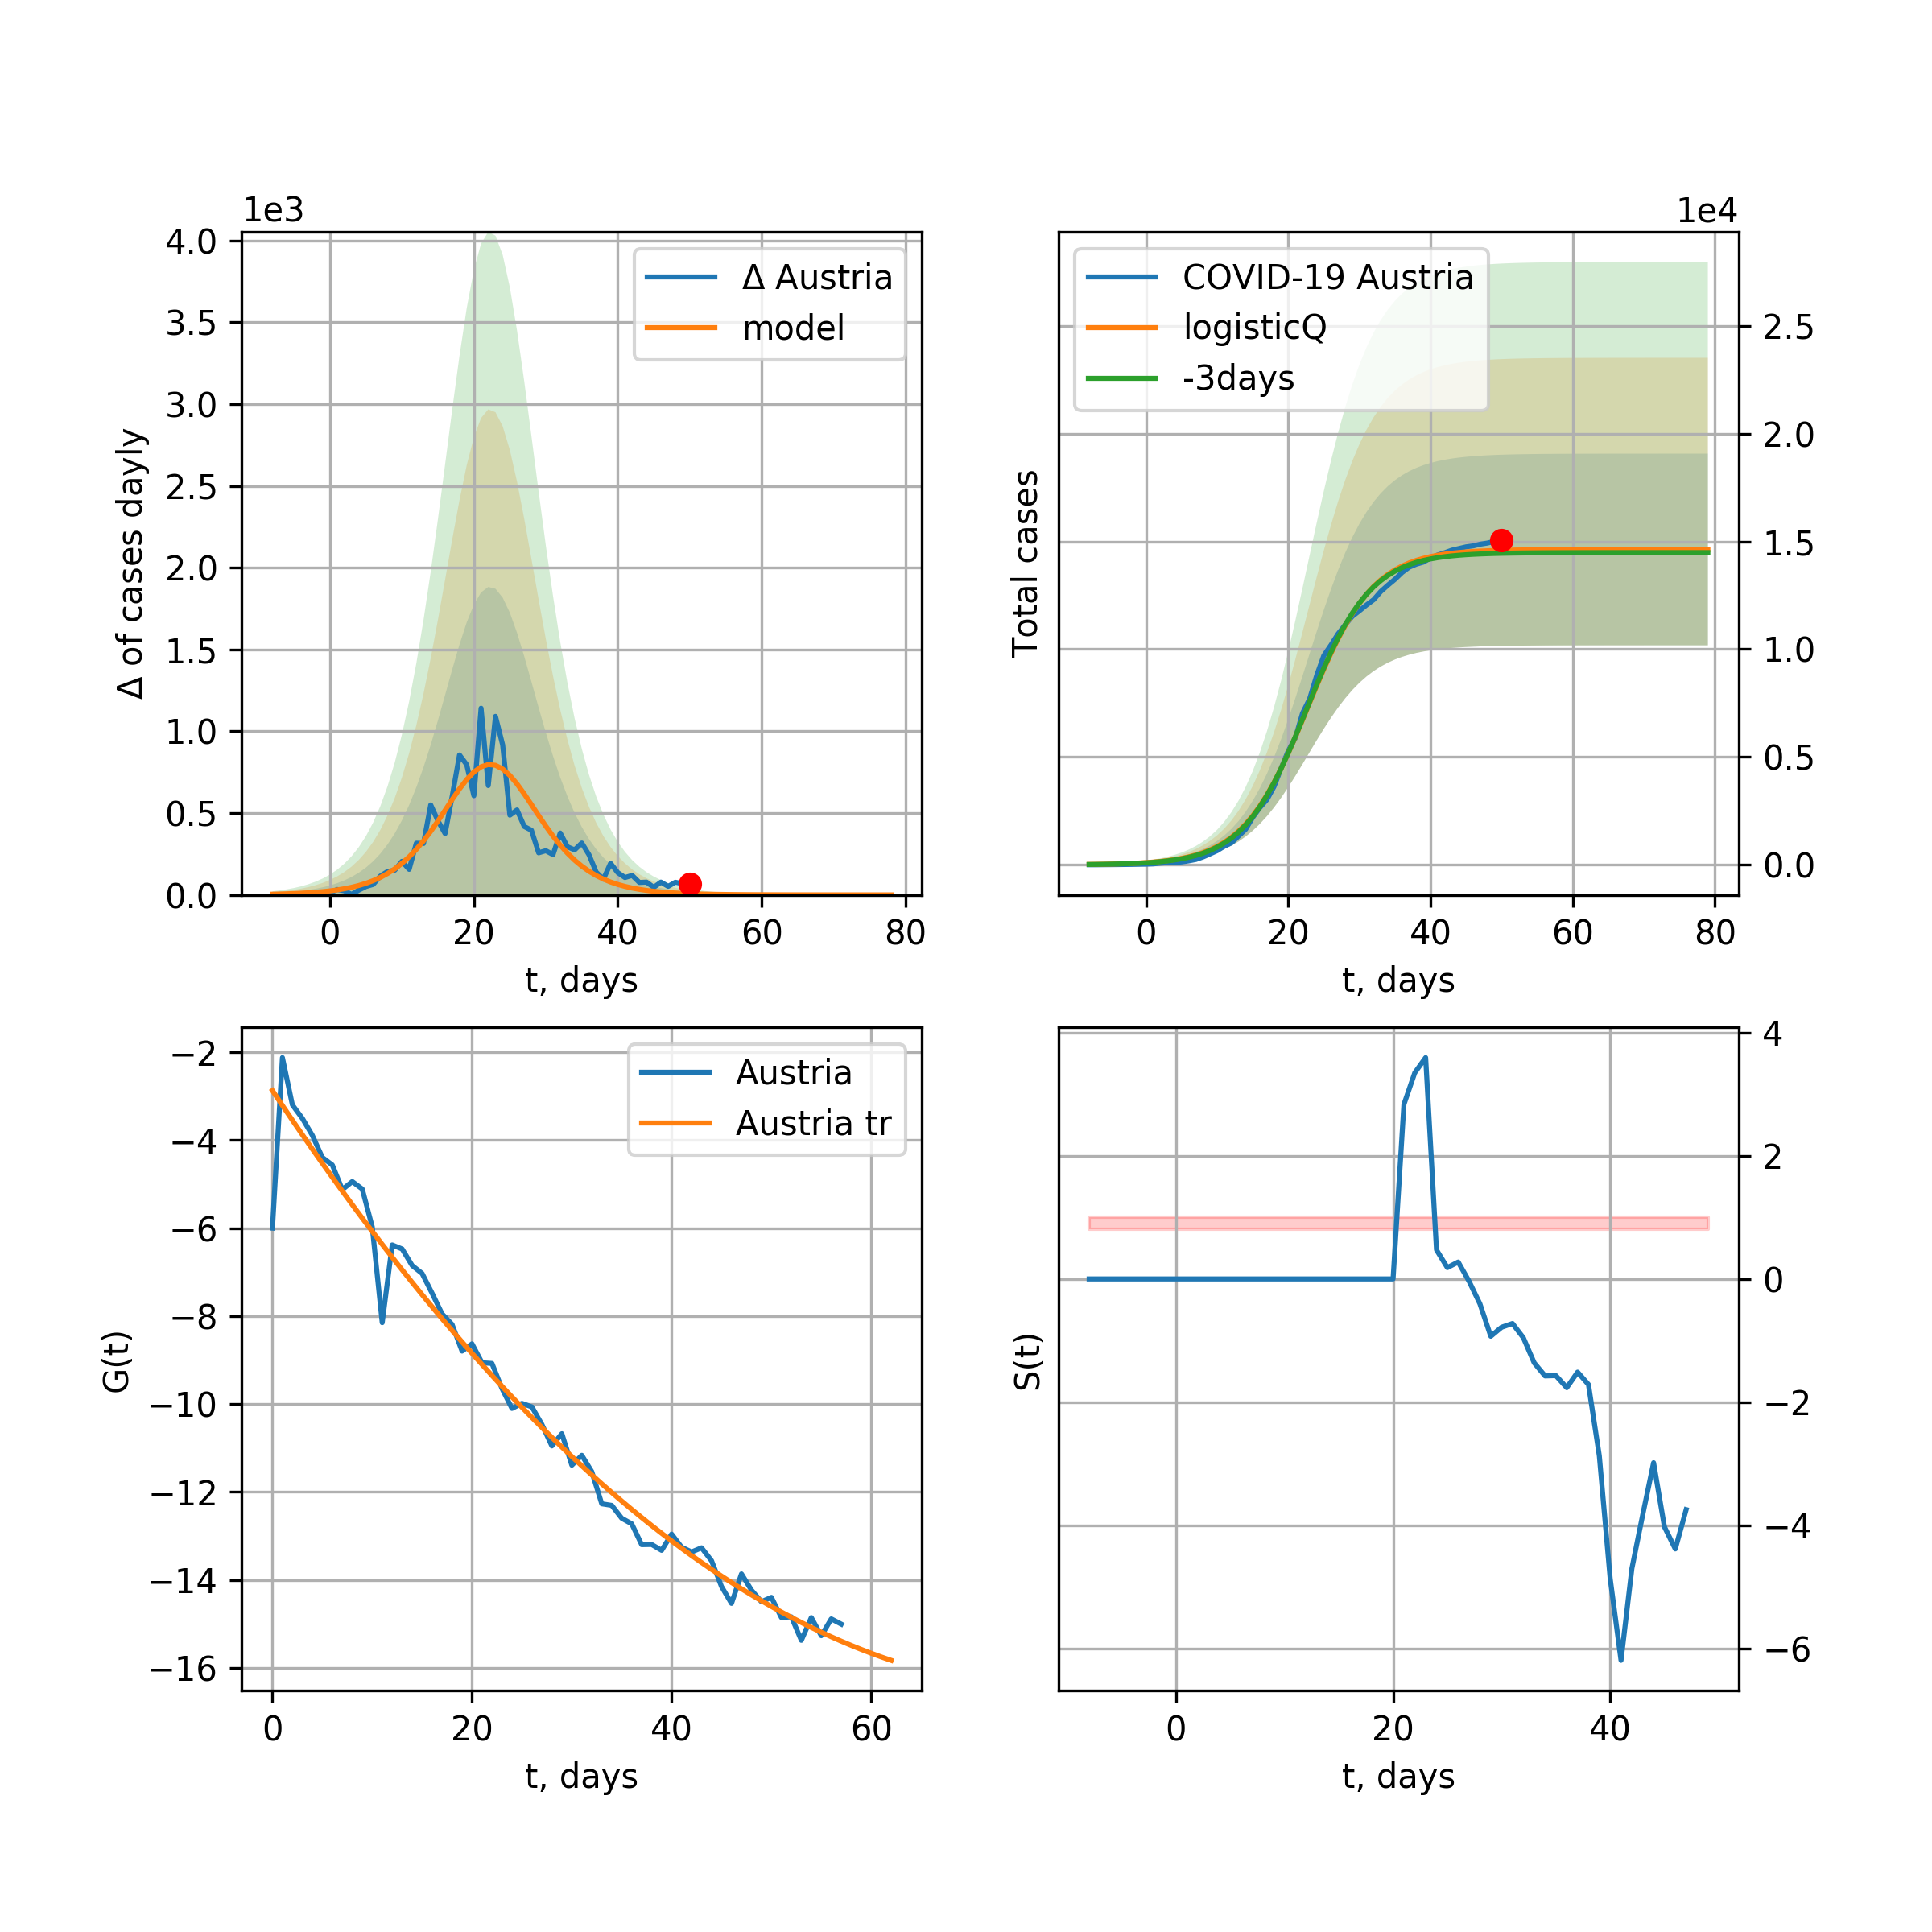 1e3
4.0
3.5
3.0
2.5
2.0
1.5
1.0
0.5
0.0
Δ of cases dayly
Δ Austria
model
0 20 40 60 80
t, days
1e4
COVID-19 Austria
logisticQ
-3days
Total cases
2.5
2.0
1.5
1.0
0.5
0.0
0 20 40 60 80
t, days
−2
−4
−6
−8
−10
−12
−14
−16
G(t)
Austria
Austria tr
0 20 40 60
t, days
S(t)
4
2
0
−2
−4
−6
0 20 40
t, days